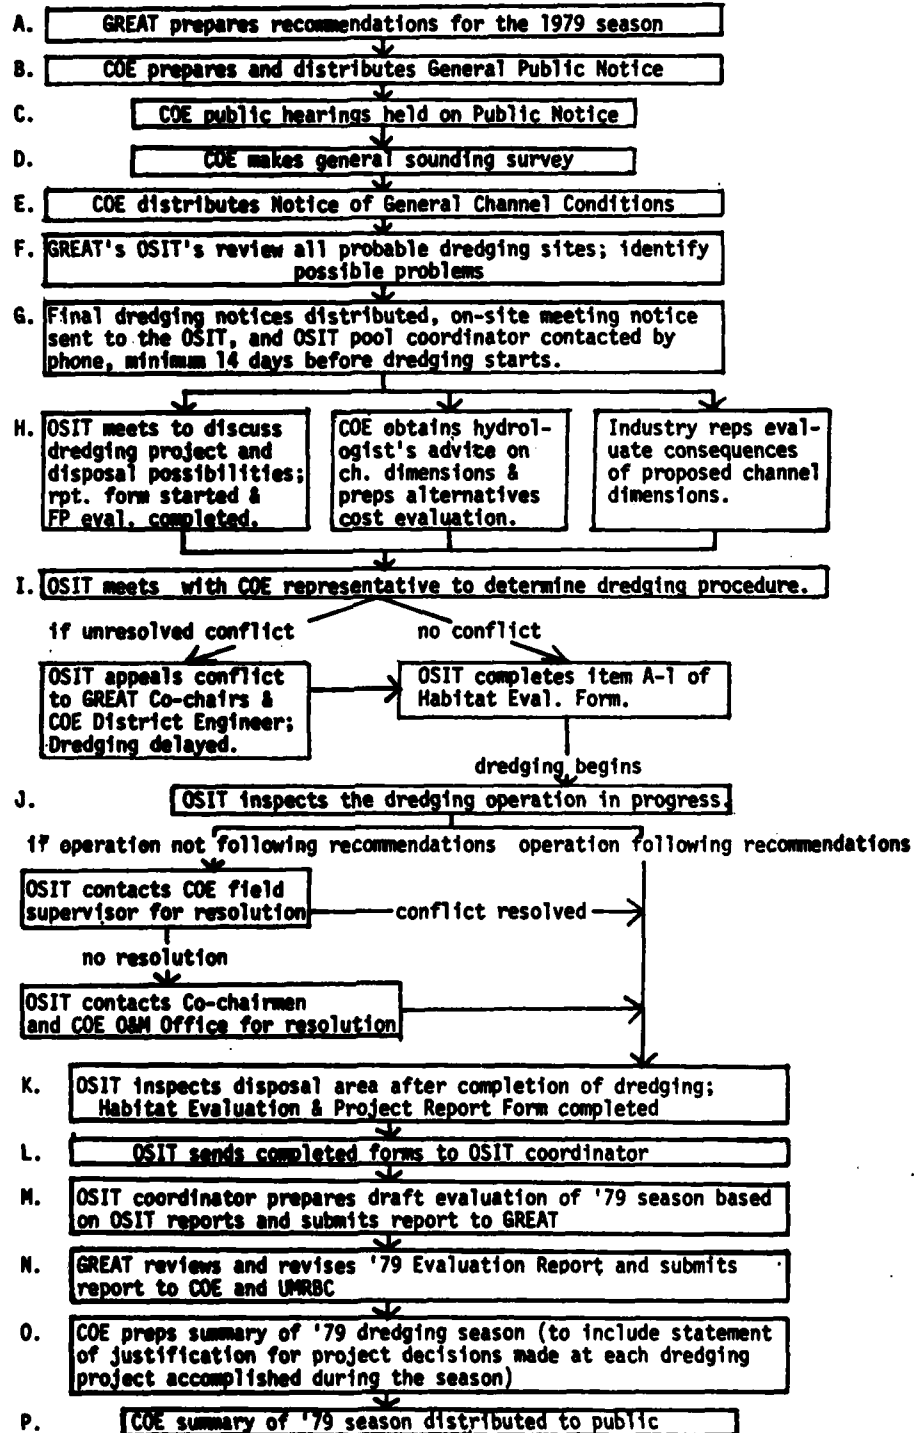 A. GREAT prepares recommendations for the 1979 season
B. COE prepares and distributes General Public Notice
C. COE public hearings held on Public Notice
D. COE makes general sounding survey
E. COE distributes Notice of General Channel Conditions
F. GREAT's OSIT's review all probable dredging sites; identify
possible problems
G. Final dredging notices distributed, on-site meeting notice
sent to the OSIT, and OSIT pool coordinator contacted by
phone, minimum 14 days before dredging starts.
H. OSIT meets to discuss
dredging project and
disposal possibilities;
rpt. form started &
FP eval. completed.
COE obtains hydrol-
ogist's advice on
ch. dimensions &
preps alternatives
cost evaluation.
Industry reps eval-
uate consequences
of proposed channel
dimensions.
I. OSIT meets with COE representative to determine dredging procedure.
if unresolved conflict
no conflict
OSIT appeals conflict
to GREAT Co-chairs &
COE District Engineer;
Dredging delayed.
OSIT completes item A-1 of
Habitat Eval. Form.
dredging begins
J. OSIT inspects the dredging operation in progress.
if operation not following recommendations
operation following recommendations
OSIT contacts COE field
supervisor for resolution
conflict resolved
no resolution
OSIT contacts Co-chairmen
and COE O&M Office for resolution
K. OSIT inspects disposal area after completion of dredging;
Habitat Evaluation & Project Report Form completed
L. OSIT sends completed forms to OSIT coordinator
M. OSIT coordinator prepares draft evaluation of '79 season based
on OSIT reports and submits report to GREAT
N. GREAT reviews and revises '79 Evaluation Report and submits
report to COE and UMRBC
O. COE preps summary of '79 dredging season (to include statement
of justification for project decisions made at each dredging
project accomplished during the season)
P. COE summary of '79 season distributed to public